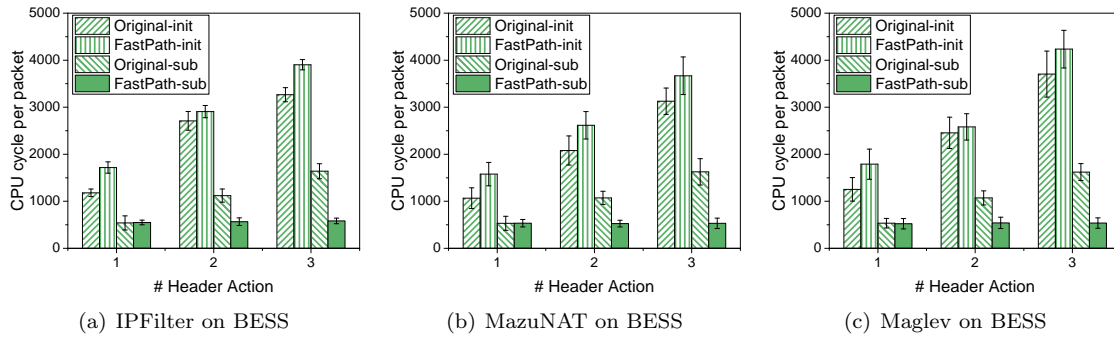 5000
4000
3000
2000
1000
0
CPU cycle per packet
Original-init
FastPath-init
Original-sub
FastPath-sub
1
2
3
# Header Action
(a) IPFilter on BESS
5000
4000
3000
2000
1000
0
CPU cycle per packet
Original-init
FastPath-init
Original-sub
FastPath-sub
1
2
3
# Header Action
(b) MazuNAT on BESS
5000
4000
3000
2000
1000
0
CPU cycle per packet
Original-init
FastPath-init
Original-sub
FastPath-sub
1
2
3
# Header Action
(c) Maglev on BESS